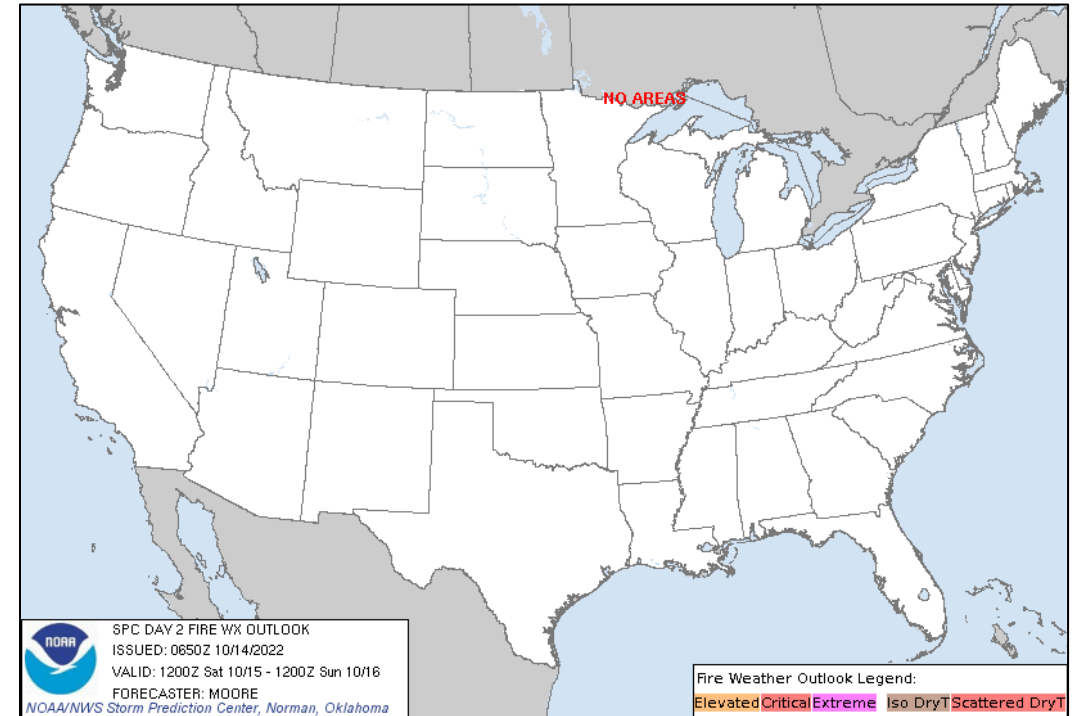 NO AREAS
NOAA
SPC DAY 2 FIRE WX OUTLOOK
ISSUED: 0650Z 10/14/2022
VALID: 1200Z Sat 10/15 - 1200Z Sun 10/16
FORECASTER: MOORE
NOAA/NWS Storm Prediction Center, Norman, Oklahoma
Fire Weather Outlook Legend:
Elevated Critical Extreme Iso DryT Scattered DryT